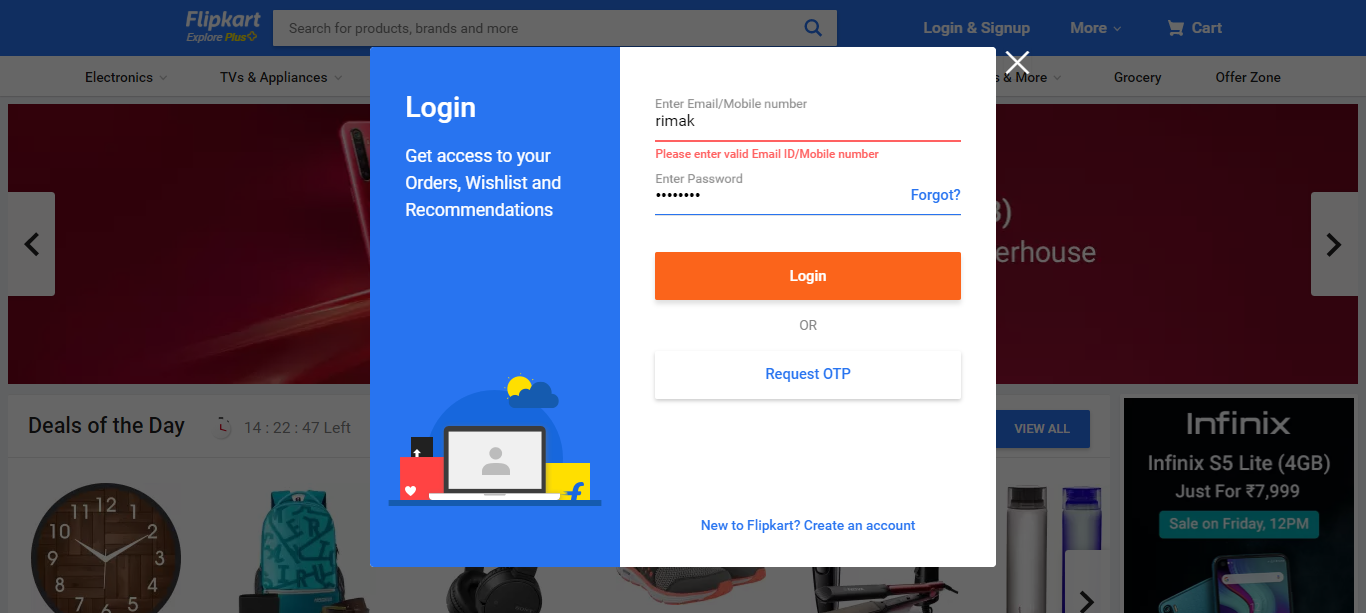 Flipkart
Explore Plus
Search for products, brands and more
Login & Signup
More
Cart
Electronics
TVs & Appliances
s & More
Grocery
Offer Zone
Login
Get access to your
Orders, Wishlist and
Recommendations
Enter Email/Mobile number
rimak
Please enter valid Email ID/Mobile number
Enter Password
••••••••
Forgot?
Login
OR
Request OTP
New to Flipkart? Create an account
B)
erhouse
Deals of the Day
14 : 22 : 47 Left
VIEW ALL
11 12 1
10 2
9 3
8 4
7 5
Infinix
Infinix S5 Lite (4GB)
Just For ₹7,999
Sale on Friday, 12PM